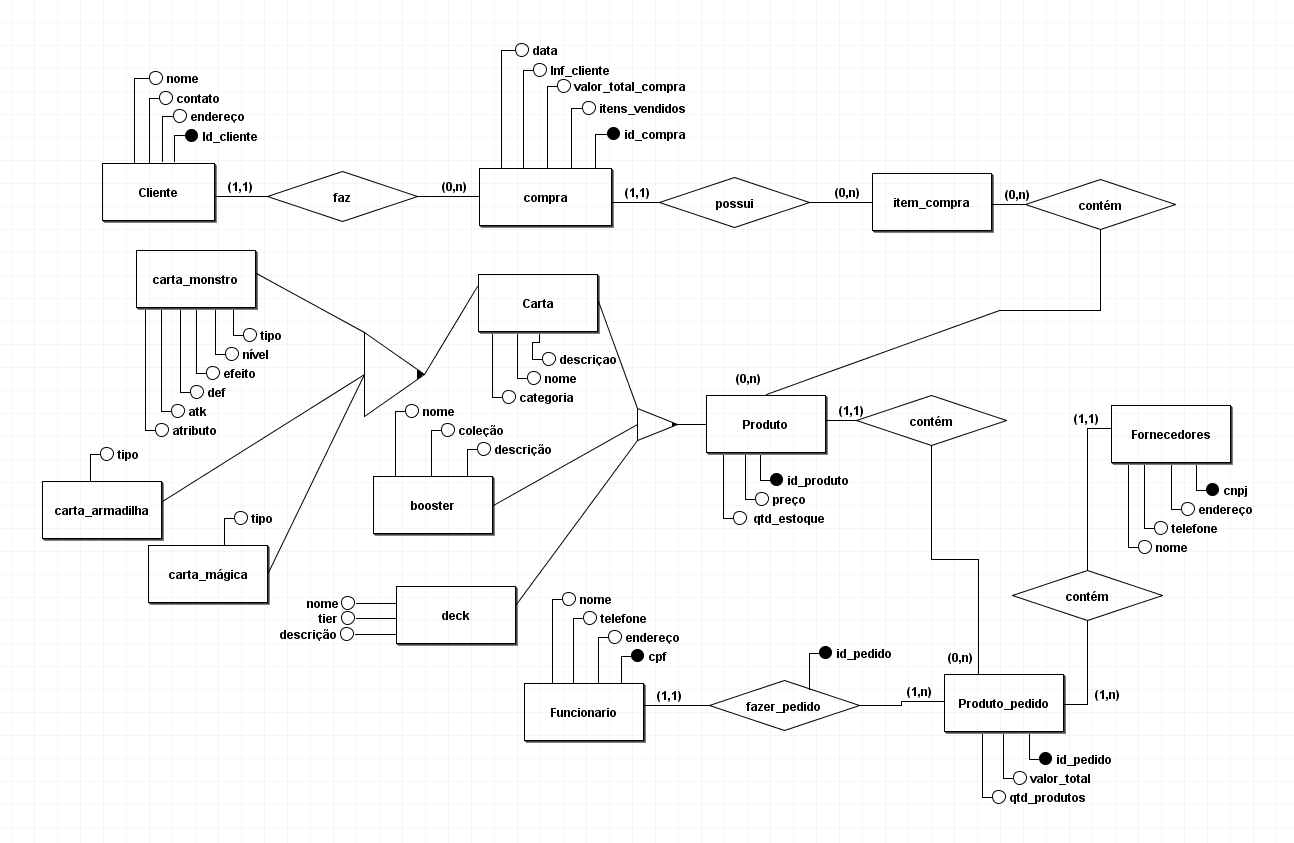 data
Inf_cliente
valor_total_compra
itens_vendidos
id_compra
nome
contato
endereço
Id_cliente
Cliente
(1,1)
faz
(0,n)
compra
(1,1)
possui
(0,n)
item_compra
(0,n)
contém
carta_monstro
tipo
nível
efeito
def
atk
atributo
Carta
descriçao
nome
categoria
tipo
carta_armadilha
tipo
carta_mágica
nome
coleção
descrição
booster
nome
tier
descrição
deck
(0,n)
Produto
(1,1)
contém
id_produto
preço
qtd_estoque
(1,1)
Fornecedores
cnpj
endereço
telefone
nome
contém
nome
telefone
endereço
cpf
Funcionario
(1,1)
id_pedido
fazer_pedido
(1,n)
(0,n)
Produto_pedido
(1,n)
id_pedido
valor_total
qtd_produtos